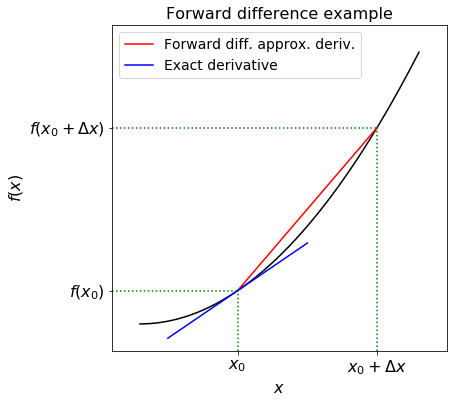 Forward difference example
Forward diff. approx. deriv.
Exact derivative
f(x₀ + Δx)
f(x)
f(x₀)
x₀
x₀ + Δx
x